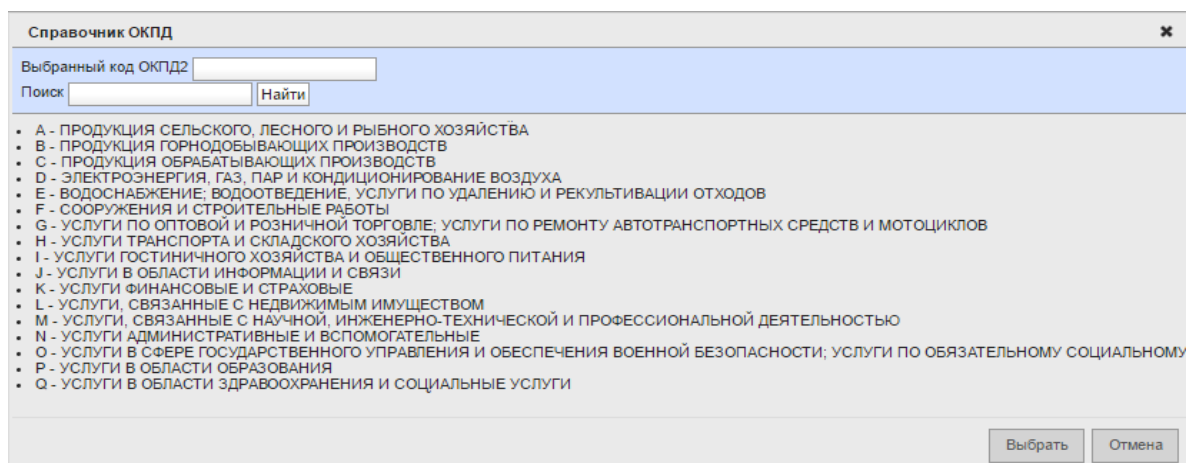 Справочник ОКПД
Выбранный код ОКПД2
Поиск Найти
A - ПРОДУКЦИЯ СЕЛЬСКОГО, ЛЕСНОГО И РЫБНОГО ХОЗЯЙСТВА
B - ПРОДУКЦИЯ ГОРНОДОБЫВАЮЩИХ ПРОИЗВОДСТВ
C - ПРОДУКЦИЯ ОБРАБАТЫВАЮЩИХ ПРОИЗВОДСТВ
D - ЭЛЕКТРОЭНЕРГИЯ, ГАЗ, ПАР И КОНДИЦИОНИРОВАНИЕ ВОЗДУХА
E - ВОДОСНАБЖЕНИЕ; ВОДООТВЕДЕНИЕ, УСЛУГИ ПО УДАЛЕНИЮ И РЕКУЛЬТИВАЦИИ ОТХОДОВ
F - СООРУЖЕНИЯ И СТРОИТЕЛЬНЫЕ РАБОТЫ
G - УСЛУГИ ПО ОПТОВОЙ И РОЗНИЧНОЙ ТОРГОВЛЕ; УСЛУГИ ПО РЕМОНТУ АВТОТРАНСПОРТНЫХ СРЕДСТВ И МОТОЦИКЛОВ
H - УСЛУГИ ТРАНСПОРТА И СКЛАДСКОГО ХОЗЯЙСТВА
I - УСЛУГИ ГОСТИНИЧНОГО ХОЗЯЙСТВА И ОБЩЕСТВЕННОГО ПИТАНИЯ
J - УСЛУГИ В ОБЛАСТИ ИНФОРМАЦИИ И СВЯЗИ
K - УСЛУГИ ФИНАНСОВЫЕ И СТРАХОВЫЕ
L - УСЛУГИ, СВЯЗАННЫЕ С НЕДВИЖИМЫМ ИМУЩЕСТВОМ
M - УСЛУГИ, СВЯЗАННЫЕ С НАУЧНОЙ, ИНЖЕНЕРНО-ТЕХНИЧЕСКОЙ И ПРОФЕССИОНАЛЬНОЙ ДЕЯТЕЛЬНОСТЬЮ
N - УСЛУГИ АДМИНИСТРАТИВНЫЕ И ВСПОМОГАТЕЛЬНЫЕ
O - УСЛУГИ В СФЕРЕ ГОСУДАРСТВЕННОГО УПРАВЛЕНИЯ И ОБЕСПЕЧЕНИЯ ВОЕННОЙ БЕЗОПАСНОСТИ; УСЛУГИ ПО ОБЯЗАТЕЛЬНОМУ СОЦИАЛЬНОМУ
P - УСЛУГИ В ОБЛАСТИ ОБРАЗОВАНИЯ
Q - УСЛУГИ В ОБЛАСТИ ЗДРАВООХРАНЕНИЯ И СОЦИАЛЬНЫЕ УСЛУГИ
Выбрать Отмена